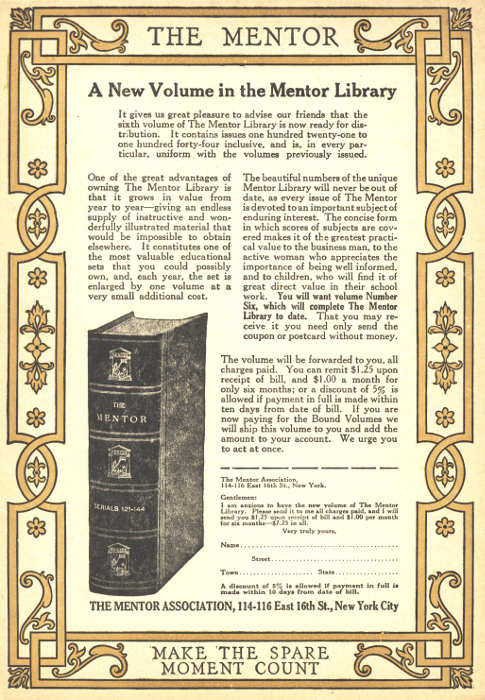 THE MENTOR
A New Volume in the Mentor Library
It gives us great pleasure to advise our friends that the
sixth volume of The Mentor Library is now ready for dis-
tribution. It contains issues one hundred twenty-one to
one hundred forty-four inclusive, and is, in every par-
ticular, uniform with the volumes previously issued.
One of the great advantages of
owning The Mentor Library is
that it grows in value from
year to year—giving an endless
supply of instructive and won-
derfully illustrated material that
would be impossible to obtain
elsewhere. It constitutes one of
the most valuable educational
sets that you could possibly
own, and, each year, the set is
enlarged by one volume at a
very small additional cost.
The beautiful numbers of the unique
Mentor Library will never be out of
date, as every issue of The Mentor
is devoted to an important subject of
enduring interest. The concise form
in which scores of subjects are cov-
ered makes it of the greatest practi-
cal value to the business man, to the
active woman who appreciates the
importance of being well informed,
and to children, who will find it of
great direct value in their school
work. You will want volume Number
Six, which will complete The Mentor
Library to date. That you may re-
ceive it you need only send the
coupon or postcard without money.
THE
MENTOR
SERIALS 121-144
The volume will be forwarded to you, all
charges paid. You can remit $1.25 upon
receipt of bill, and $1.00 a month for
only six months; or a discount of 5% is
allowed if payment in full is made within
ten days from date of bill. If you are
now paying for the Bound Volumes we
will ship this volume to you and add the
amount to your account. We urge you
to act at once.
The Mentor Association,
114-116 East 16th St., New York.
Gentlemen:
I am anxious to have the new volume of The Mentor
Library. Please send it to me all charges paid, and I will
send you $1.25 upon receipt of bill and $1.00 per month
for six months—$7.25 in all.
Very truly yours,
Name
Street
Town State
A discount of 5% is allowed if payment in full is
made within 10 days from date of bill.
THE MENTOR ASSOCIATION, 114-116 East 16th St., New York City
MAKE THE SPARE
MOMENT COUNT